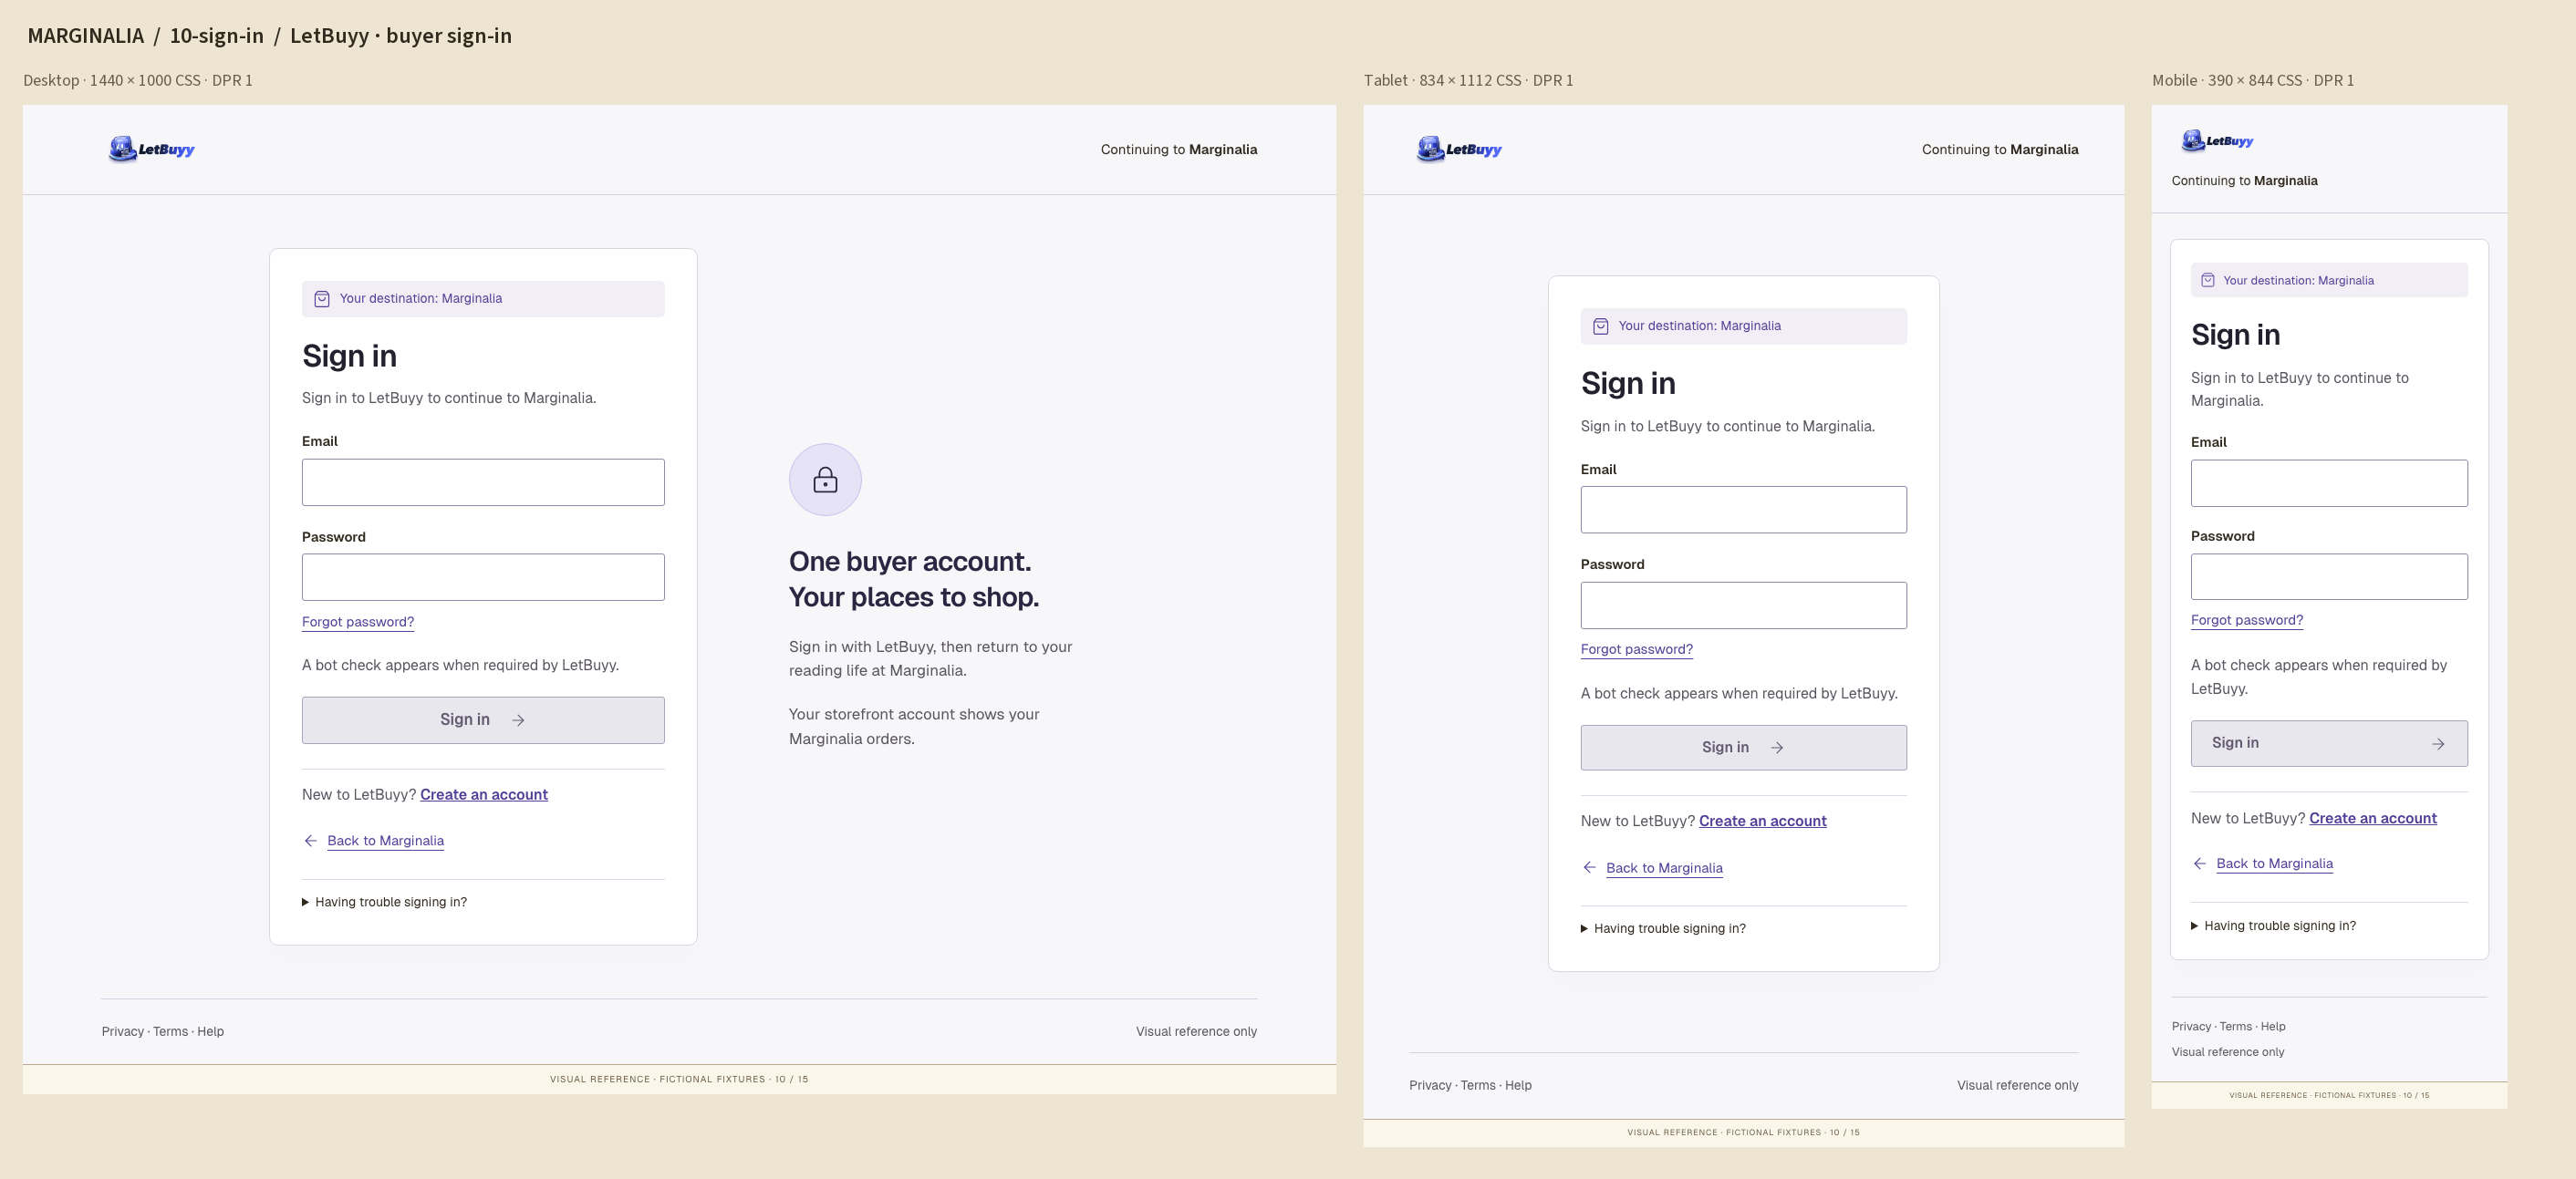 MARGINALIA / 10-sign-in / LetBuyy · buyer sign-in
Desktop · 1440 × 1000 CSS · DPR 1
LetBuyy
Continuing to Marginalia
Your destination: Marginalia
Sign in
Sign in to LetBuyy to continue to Marginalia.
Email
Password
Forgot password?
A bot check appears when required by LetBuyy.
Sign in
New to LetBuyy? Create an account
Back to Marginalia
Having trouble signing in?
One buyer account.
Your places to shop.
Sign in with LetBuyy, then return to your
reading life at Marginalia.
Your storefront account shows your
Marginalia orders.
Privacy · Terms · Help
Visual reference only
VISUAL REFERENCE · FICTIONAL FIXTURES · 10 / 15
Tablet · 834 × 1112 CSS · DPR 1
LetBuyy
Continuing to Marginalia
Your destination: Marginalia
Sign in
Sign in to LetBuyy to continue to Marginalia.
Email
Password
Forgot password?
A bot check appears when required by LetBuyy.
Sign in
New to LetBuyy? Create an account
Back to Marginalia
Having trouble signing in?
Privacy · Terms · Help
Visual reference only
VISUAL REFERENCE · FICTIONAL FIXTURES · 10 / 15
Mobile · 390 × 844 CSS · DPR 1
LetBuyy
Continuing to Marginalia
Your destination: Marginalia
Sign in
Sign in to LetBuyy to continue to
Marginalia.
Email
Password
Forgot password?
A bot check appears when required by
LetBuyy.
Sign in
New to LetBuyy? Create an account
Back to Marginalia
Having trouble signing in?
Privacy · Terms · Help
Visual reference only
VISUAL REFERENCE · FICTIONAL FIXTURES · 10 / 15